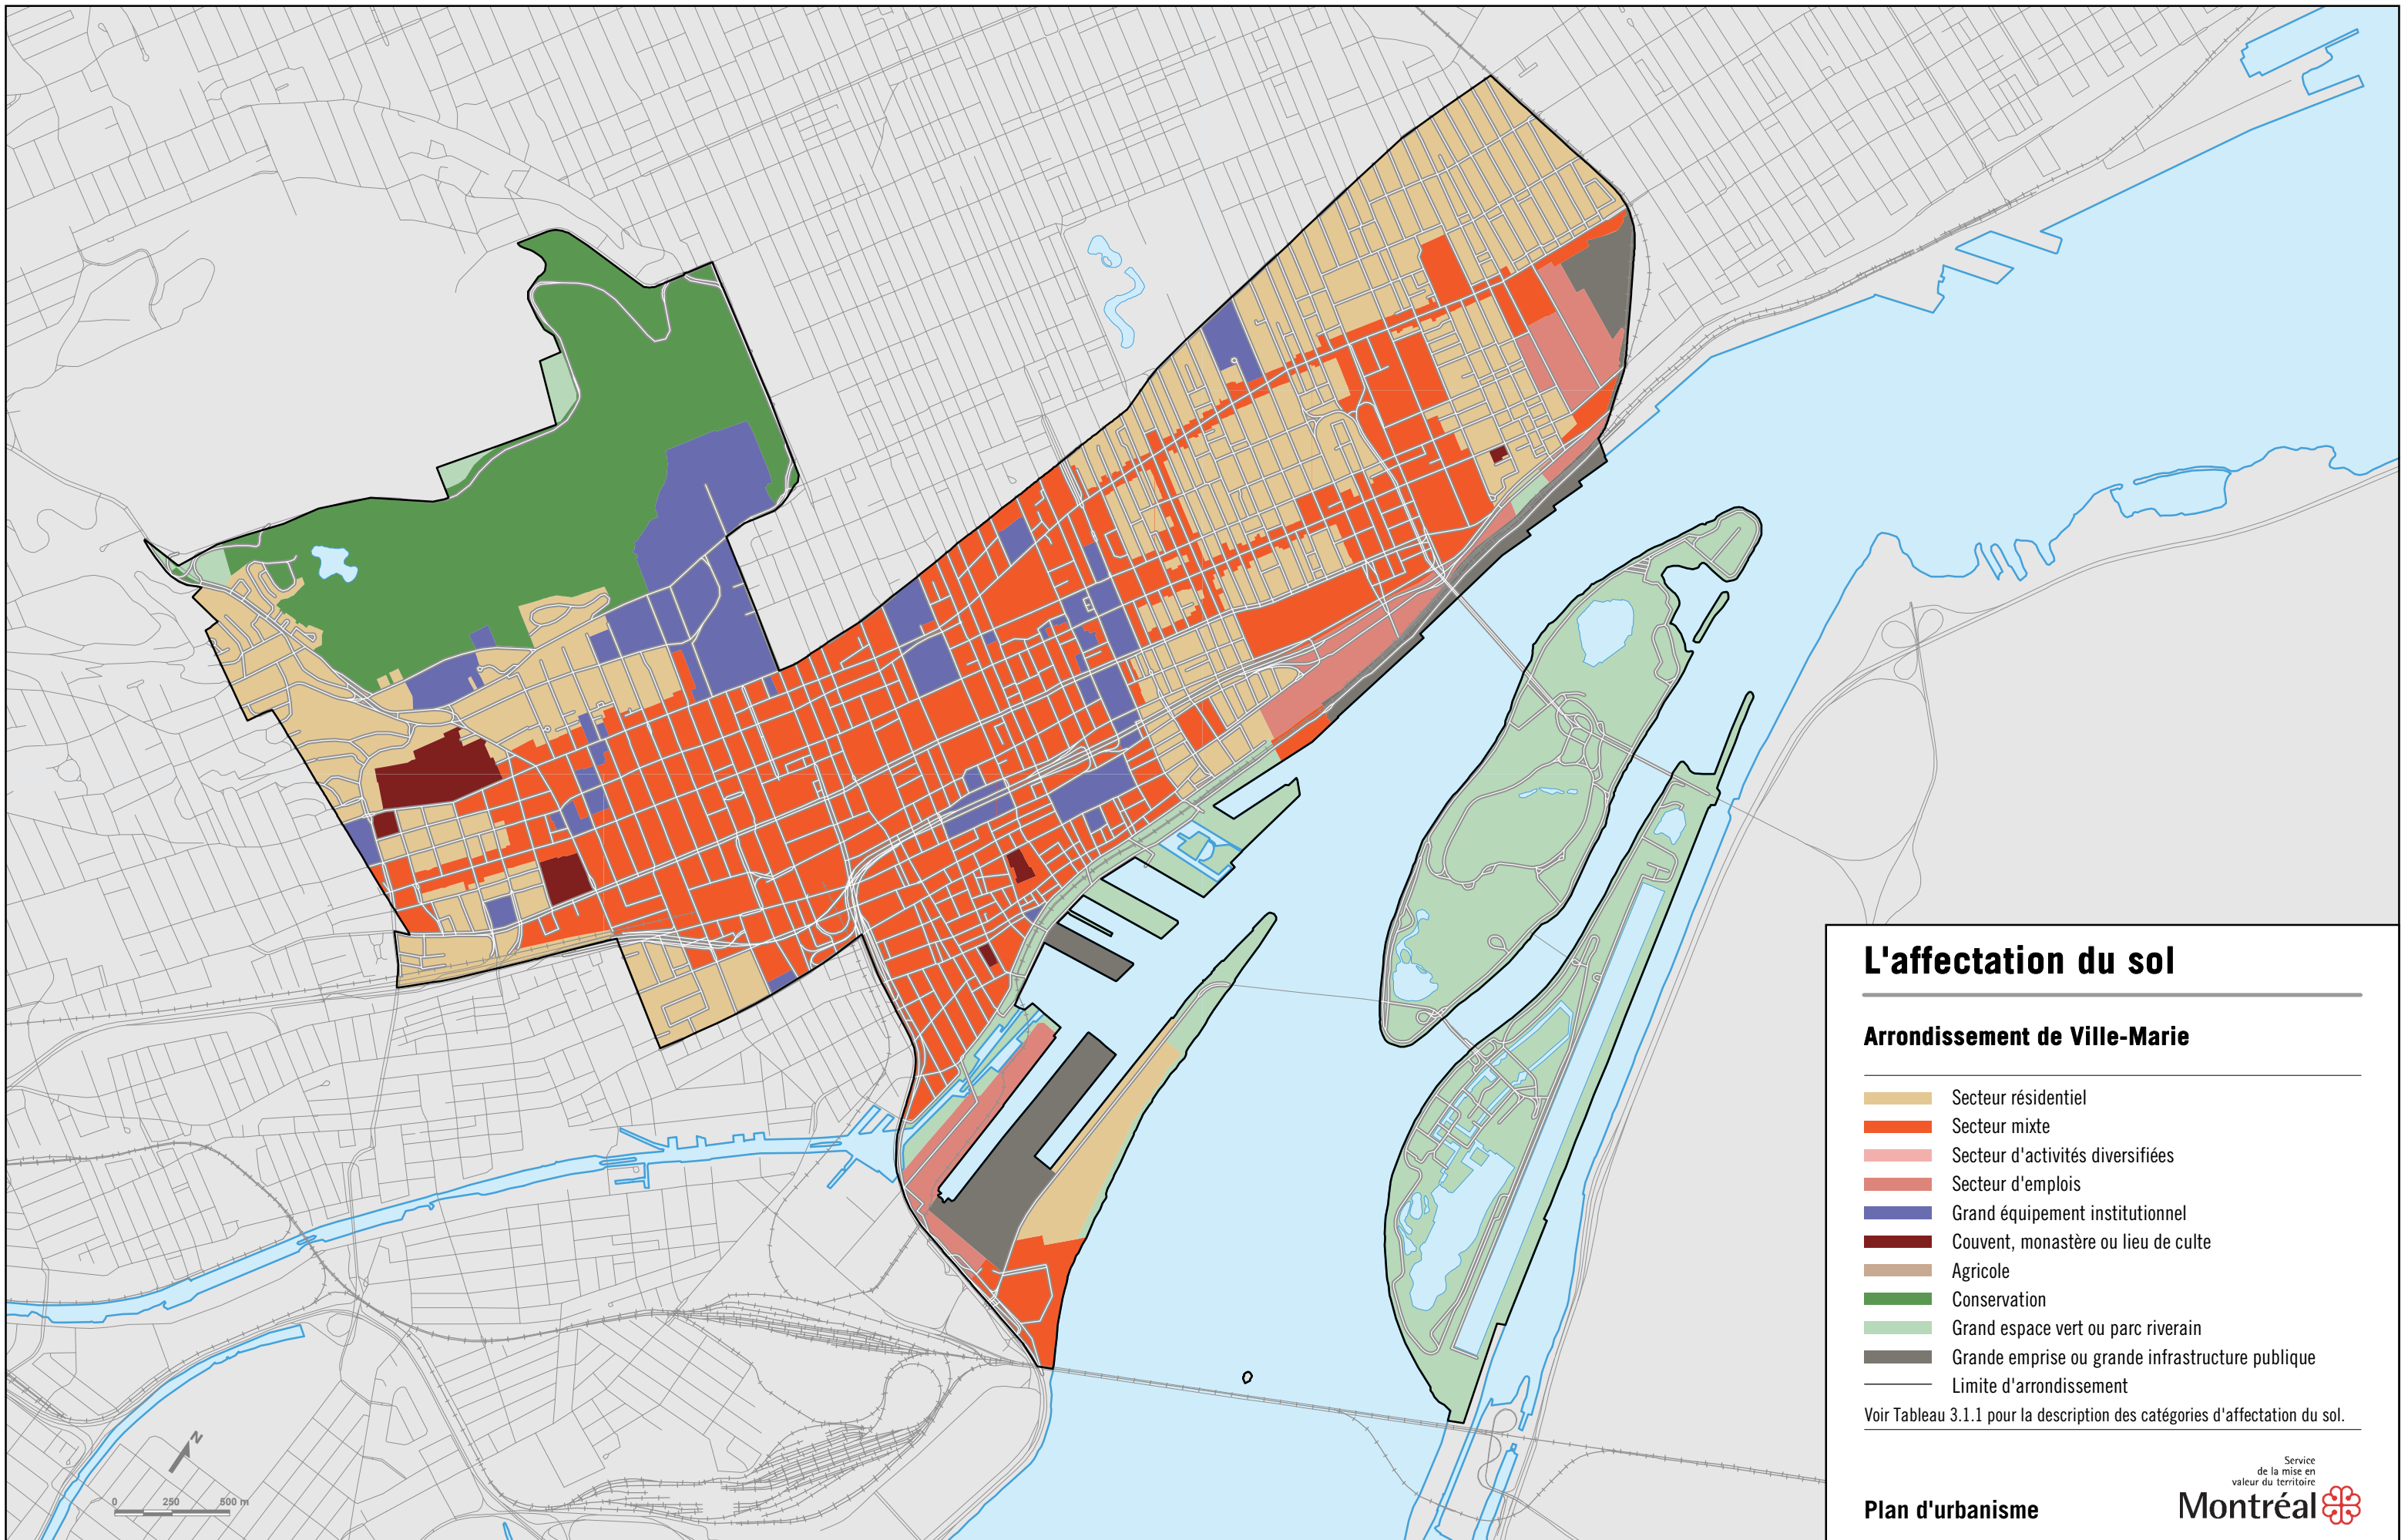 L'affectation du sol
Arrondissement de Ville-Marie
Secteur résidentiel
Secteur mixte
Secteur d'activités diversifiées
Secteur d'emplois
Grand équipement institutionnel
Couvent, monastère ou lieu de culte
Agricole
Conservation
Grand espace vert ou parc riverain
Grande emprise ou grande infrastructure publique
Limite d'arrondissement
Voir Tableau 3.1.1 pour la description des catégories d'affectation du sol.
Service
de la mise en
valeur du territoire
Plan d'urbanisme
Montréal
N
0 250 500 m